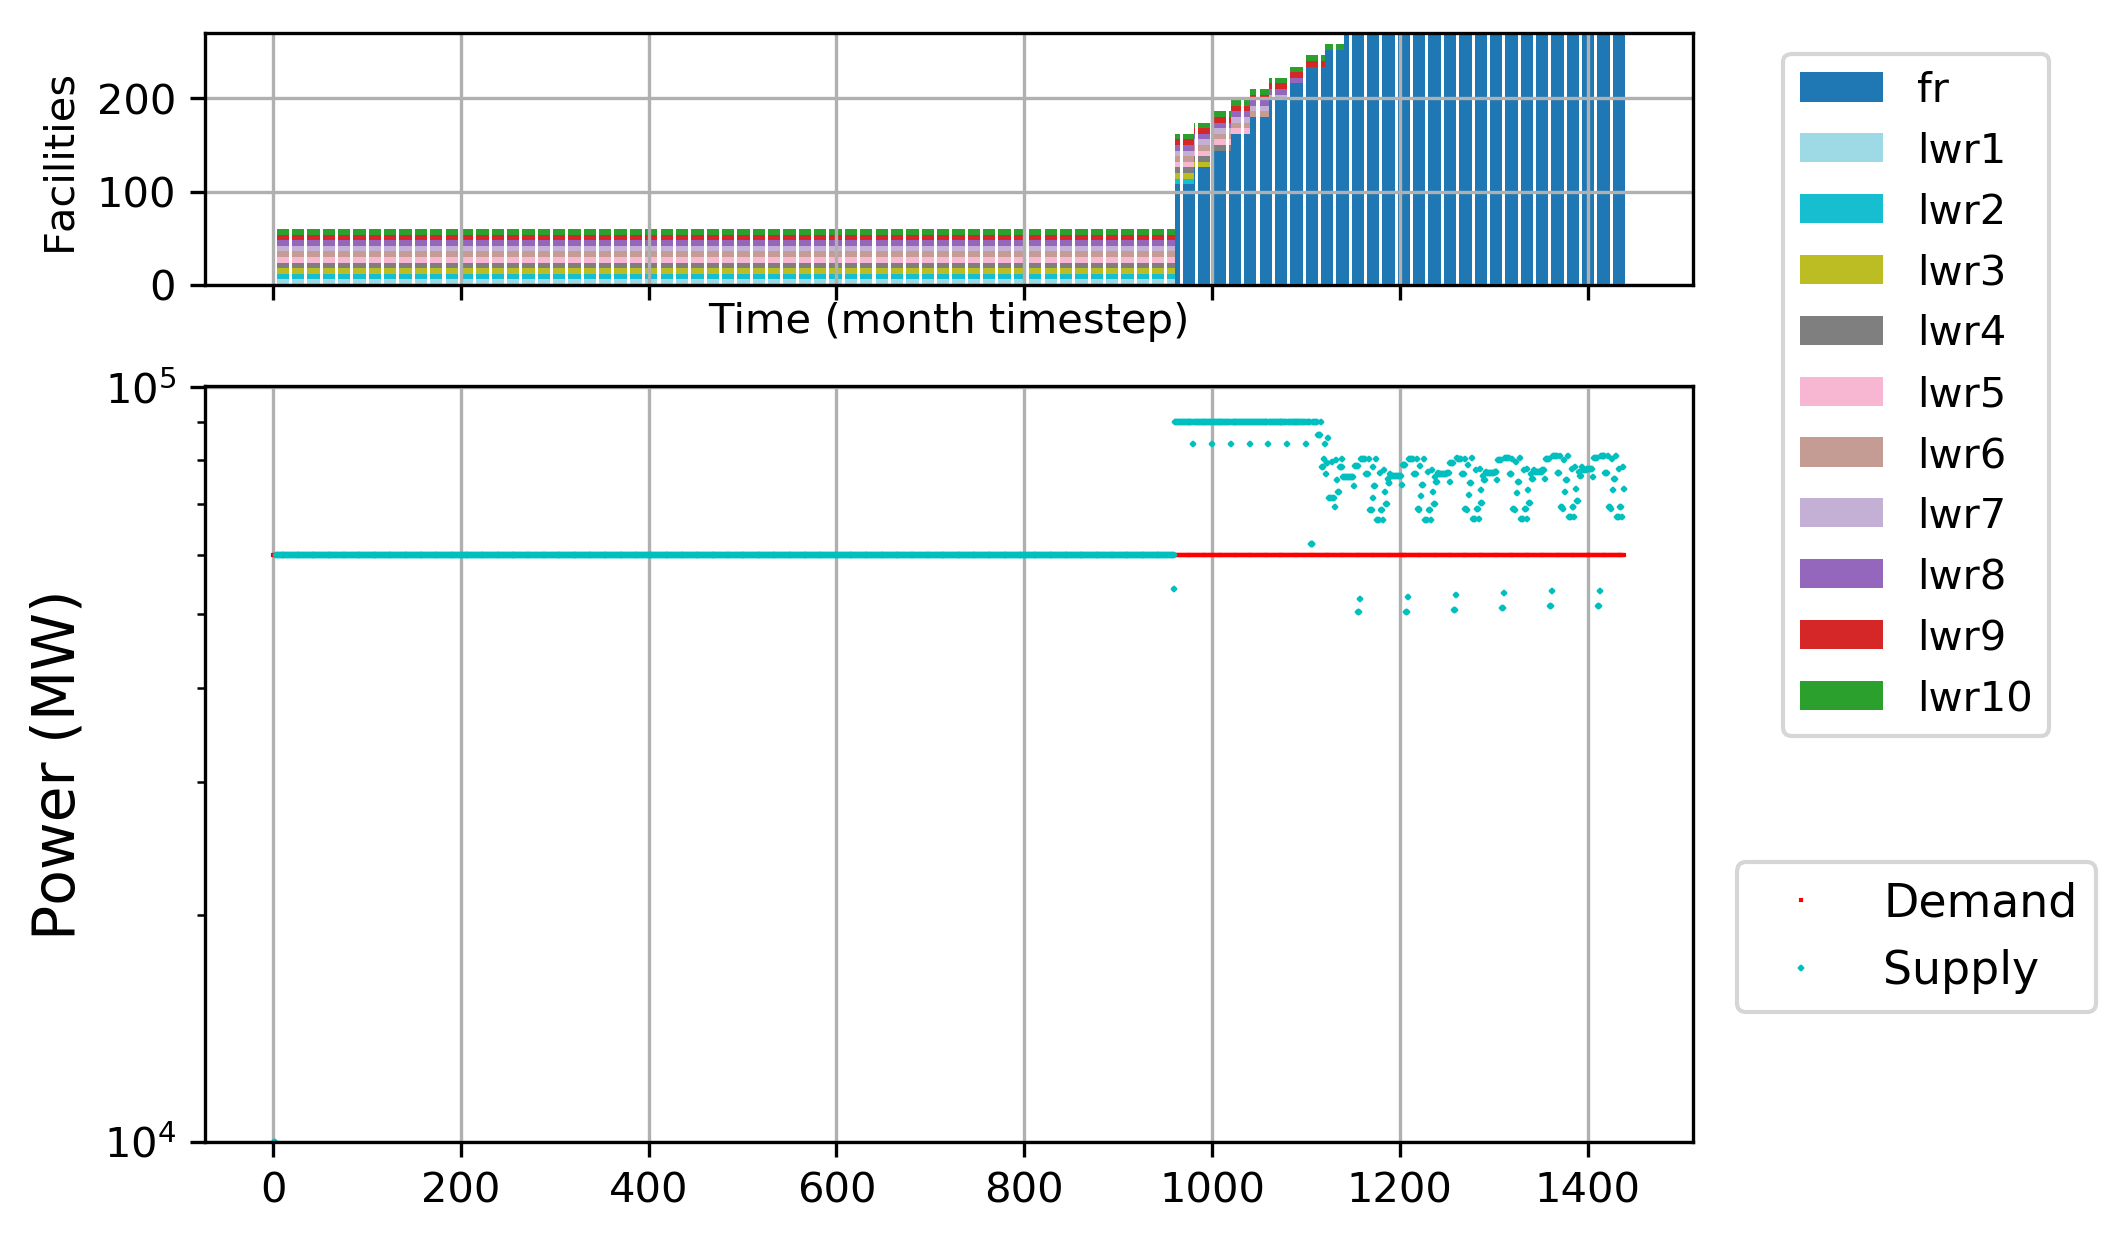 Facilities
200
100
0
Time (month timestep)
Power (MW)
10⁵
10⁴
0 200 400 600 800 1000 1200 1400
fr
lwr1
lwr2
lwr3
lwr4
lwr5
lwr6
lwr7
lwr8
lwr9
lwr10
Demand
Supply